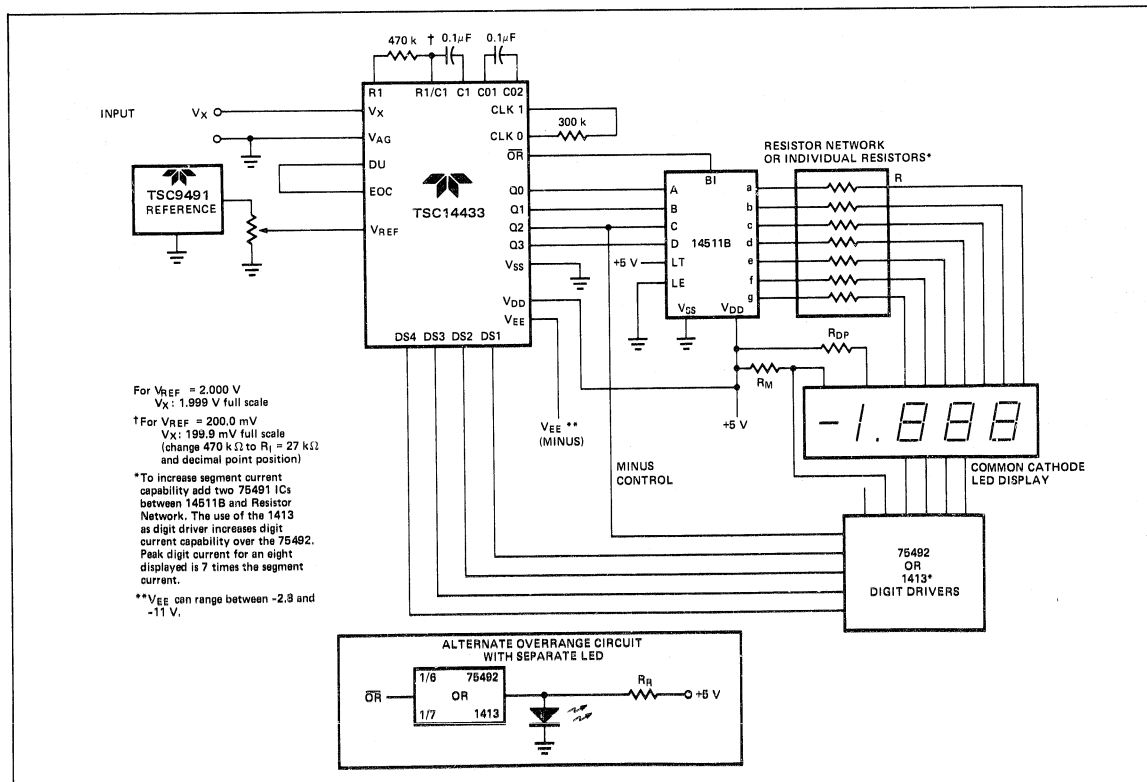 470 k
†
0.1μF
0.1μF
R1
R1/C1
C1
C01
C02
INPUT
VX
VX
VAG
DU
EOC
VREF
TSC9491
REFERENCE
TSC14433
CLK 1
300 k
CLK 0
OR
Q0
Q1
Q2
Q3
VSS
VDD
VEE
DS4
DS3
DS2
DS1
BI
A
B
C
D
14511B
+5 V
LT
LE
VSS
VDD
a
b
c
d
e
f
g
RESISTOR NETWORK
OR INDIVIDUAL RESISTORS*
R
RDP
RM
+5 V
VEE **
(MINUS)
MINUS
CONTROL
-1.888
COMMON CATHODE
LED DISPLAY
75492
OR
1413*
DIGIT DRIVERS
For VREF = 2.000 V
VX: 1.999 V full scale
†For VREF = 200.0 mV
VX: 199.9 mV full scale
(change 470 kΩ to RI = 27 kΩ
and decimal point position)
*To increase segment current
capability add two 75491 ICs
between 14511B and Resistor
Network. The use of the 1413
as digit driver increases digit
current capability over the 75492.
Peak digit current for an eight
displayed is 7 times the segment
current.
**VEE can range between -2.8 and
-11 V.
ALTERNATE OVERRANGE CIRCUIT
WITH SEPARATE LED
OR
1/6 75492
OR
1/7 1413
RR
+5 V